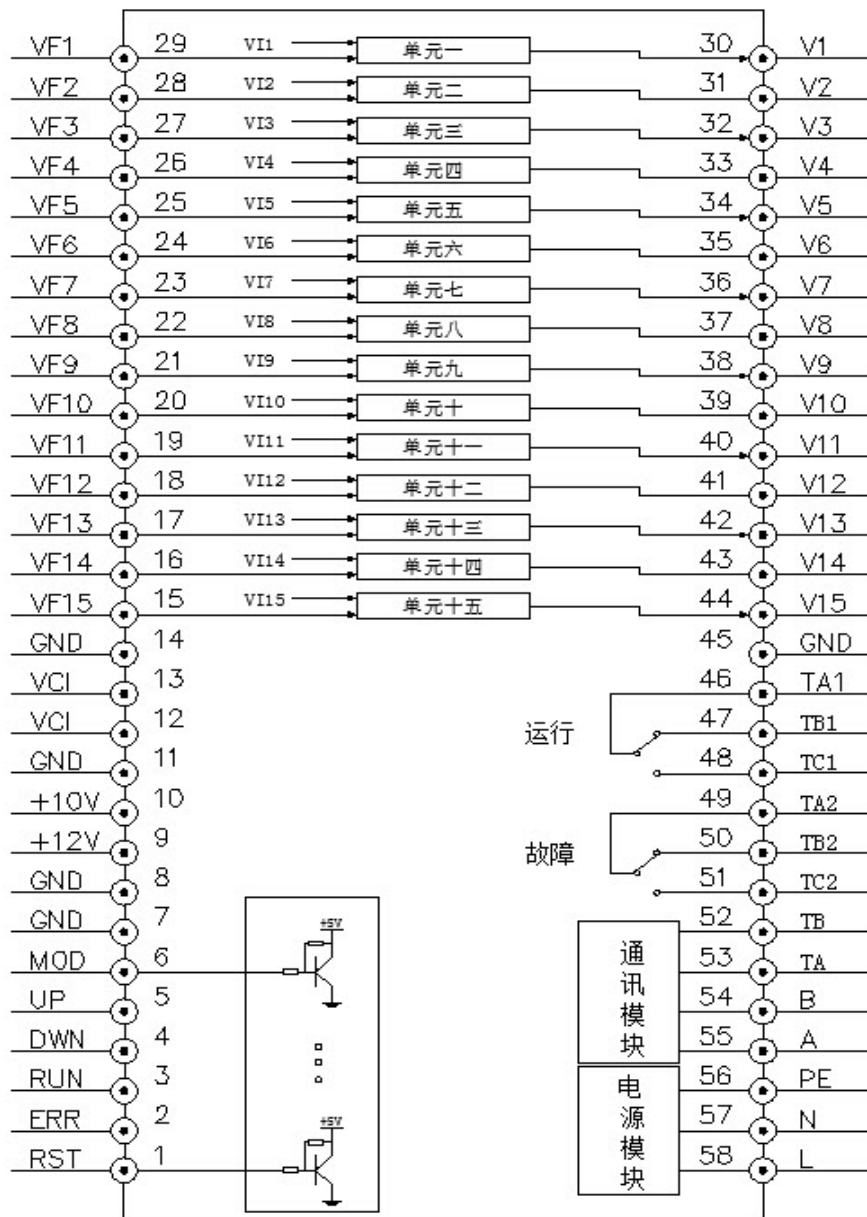 VF1 29 VI1 单元一 30 V1
VF2 28 VI2 单元二 31 V2
VF3 27 VI3 单元三 32 V3
VF4 26 VI4 单元四 33 V4
VF5 25 VI5 单元五 34 V5
VF6 24 VI6 单元六 35 V6
VF7 23 VI7 单元七 36 V7
VF8 22 VI8 单元八 37 V8
VF9 21 VI9 单元九 38 V9
VF10 20 VI10 单元十 39 V10
VF11 19 VI11 单元十一 40 V11
VF12 18 VI12 单元十二 41 V12
VF13 17 VI13 单元十三 42 V13
VF14 16 VI14 单元十四 43 V14
VF15 15 VI15 单元十五 44 V15
GND 14 45 GND
VCI 13 46 TA1
VCI 12 运行 47 TB1
GND 11 48 TC1
+10V 10 49 TA2
+12V 9 故障 50 TB2
GND 8 51 TC2
GND 7 52 TB
+5V
MOD 6 53 TA
UP 5 54 B
DWN 4 55 A
通讯模块
RUN 3 56 PE
ERR 2 57 N
+5V
RST 1 58 L
电源模块